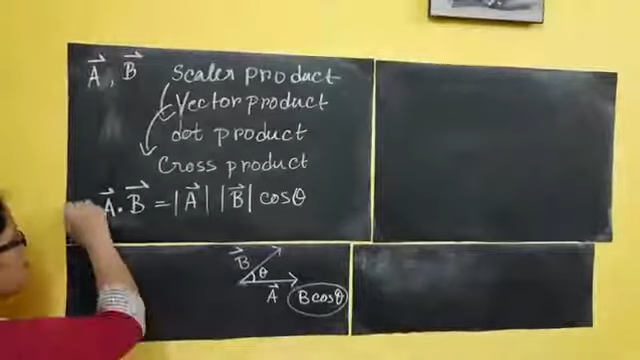 A⃗, B⃗ Scaler product
Vector product
dot product
Cross product
A⃗·B⃗ = |A⃗| |B⃗| cosθ
B⃗ θ
A⃗ Bcosθ